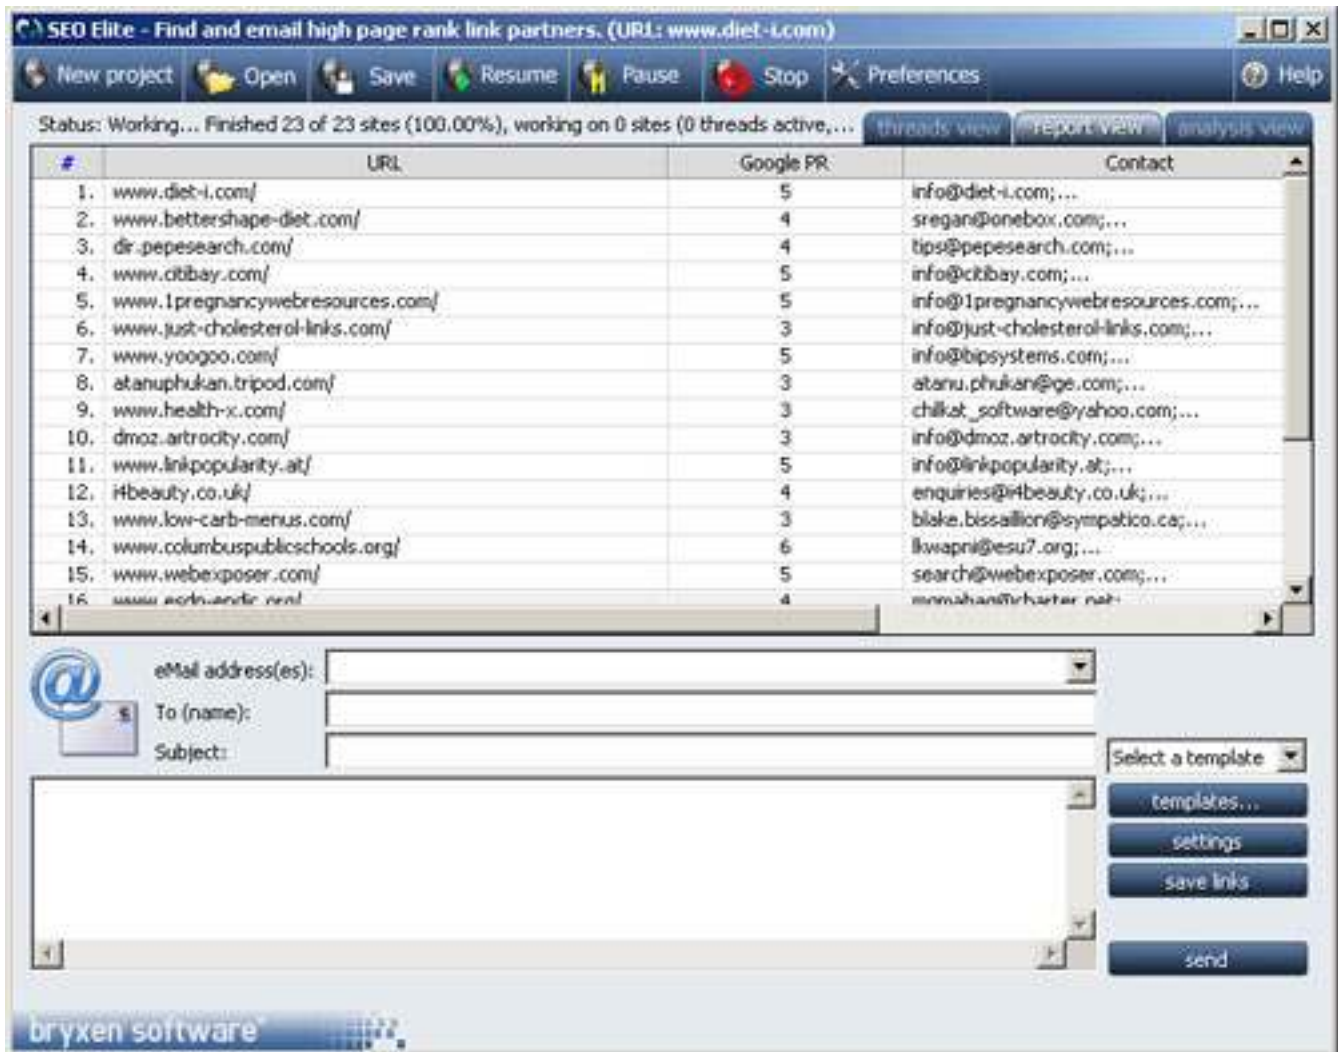 SEO Elite - Find and email high page rank link partners. (URL: www.diet-i.com)
New project Open Save Resume Pause Stop Preferences Help
Status: Working... Finished 23 of 23 sites (100.00%), working on 0 sites (0 threads active,... threads view report view analysis view
# URL Google PR Contact
1. www.diet-i.com/ 5 info@diet-i.com;...
2. www.bettershape-diet.com/ 4 sregan@onebox.com;...
3. dir.pepesearch.com/ 4 tips@pepesearch.com;...
4. www.citibay.com/ 5 info@citibay.com;...
5. www.1pregnancywebresources.com/ 5 info@1pregnancywebresources.com;...
6. www.just-cholesterol-links.com/ 3 info@just-cholesterol-links.com;...
7. www.yoogoo.com/ 5 info@bipsystems.com;...
8. atanuphukan.tripod.com/ 3 atanu.phukan@ge.com;...
9. www.health-x.com/ 3 chilkat_software@yahoo.com;...
10. dmoz.artrocity.com/ 3 info@dmoz.artrocity.com;...
11. www.linkpopularity.at/ 5 info@linkpopularity.at;...
12. i4beauty.co.uk/ 4 enquiries@i4beauty.co.uk;...
13. www.low-carb-menus.com/ 3 blake.bissaillion@sympatico.ca;...
14. www.columbuspublicschools.org/ 6 lkwapni@esu7.org;...
15. www.webexposer.com/ 5 search@webexposer.com;...
16 4
eMail address(es):
To (name):
Subject:
Select a template
templates...
settings
save links
send
bryxen software